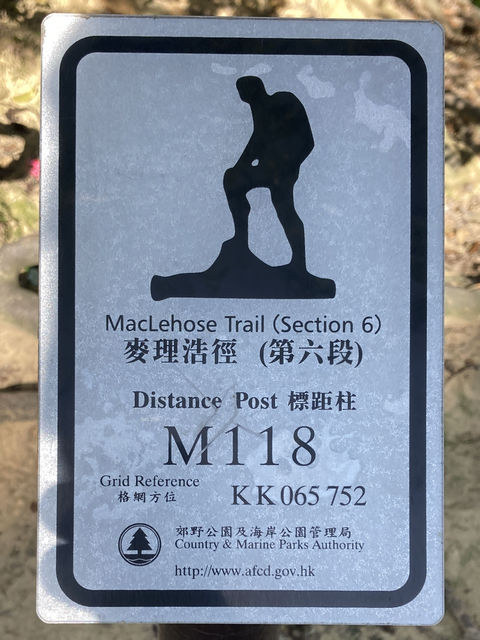 MacLehose Trail (Section 6)
麥理浩徑 (第六段)
Distance Post 標距柱
M118
Grid Reference
格網方位
KK 065 752
郊野公園及海岸公園管理局
Country & Marine Parks Authority
http://www.afcd.gov.hk